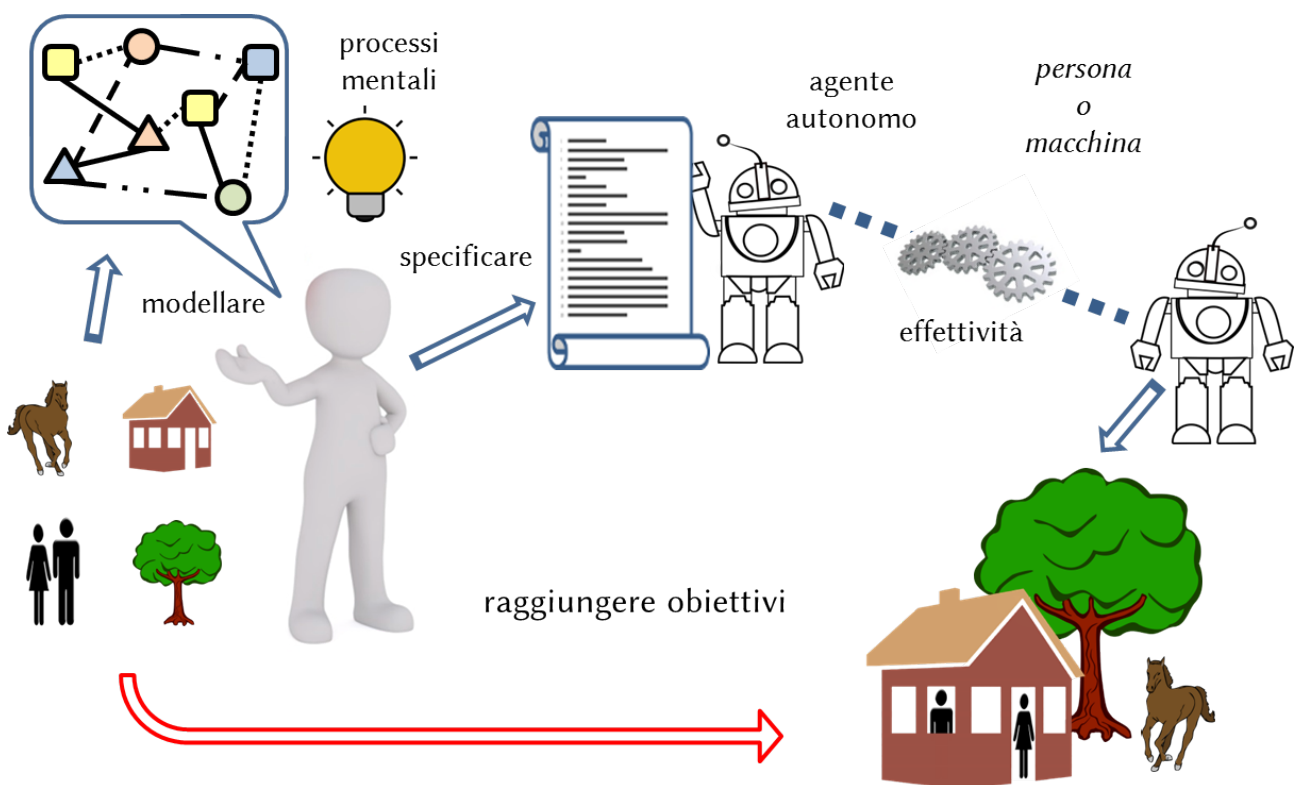 processi
mentali
agente
autonomo
persona
o
macchina
specificare
modellare
effettività
raggiungere obiettivi